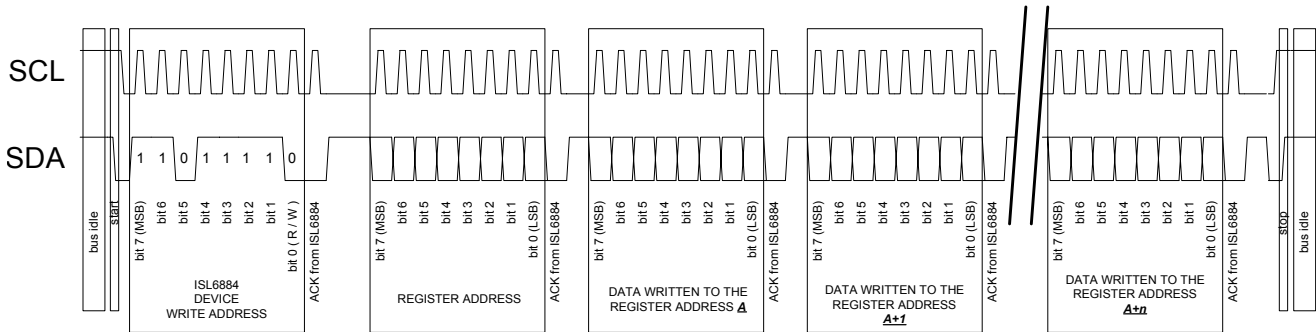 SCL
SDA
1 1 0 1 1 1 1 0
bus idle
start
bit 7 (MSB)
bit 6
bit 5
bit 4
bit 3
bit 2
bit 1
bit 0 ( R / W )
ACK from ISL6884
bit 7 (MSB)
bit 6
bit 5
bit 4
bit 3
bit 2
bit 1
bit 0 (LSB)
ACK from ISL6884
bit 7 (MSB)
bit 6
bit 5
bit 4
bit 3
bit 2
bit 1
bit 0 (LSB)
ACK from ISL6884
bit 7 (MSB)
bit 6
bit 5
bit 4
bit 3
bit 2
bit 1
bit 0 (LSB)
ACK from ISL6884
bit 7 (MSB)
bit 6
bit 5
bit 4
bit 3
bit 2
bit 1
bit 0 (LSB)
ACK from ISL6884
stop
bus idle
ISL6884
DEVICE
WRITE ADDRESS
REGISTER ADDRESS
DATA WRITTEN TO THE
REGISTER ADDRESS A
DATA WRITTEN TO THE
REGISTER ADDRESS
A+1
DATA WRITTEN TO THE
REGISTER ADDRESS
A+n